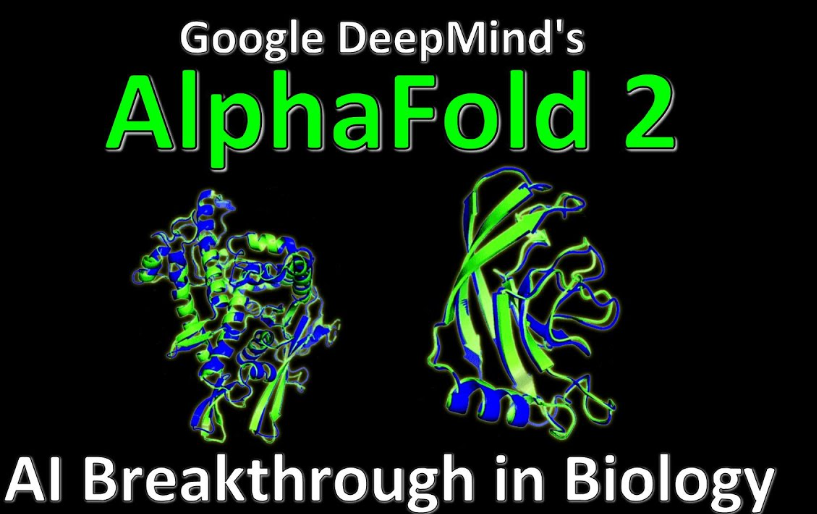 Google DeepMind's
AlphaFold 2
AI Breakthrough in Biology